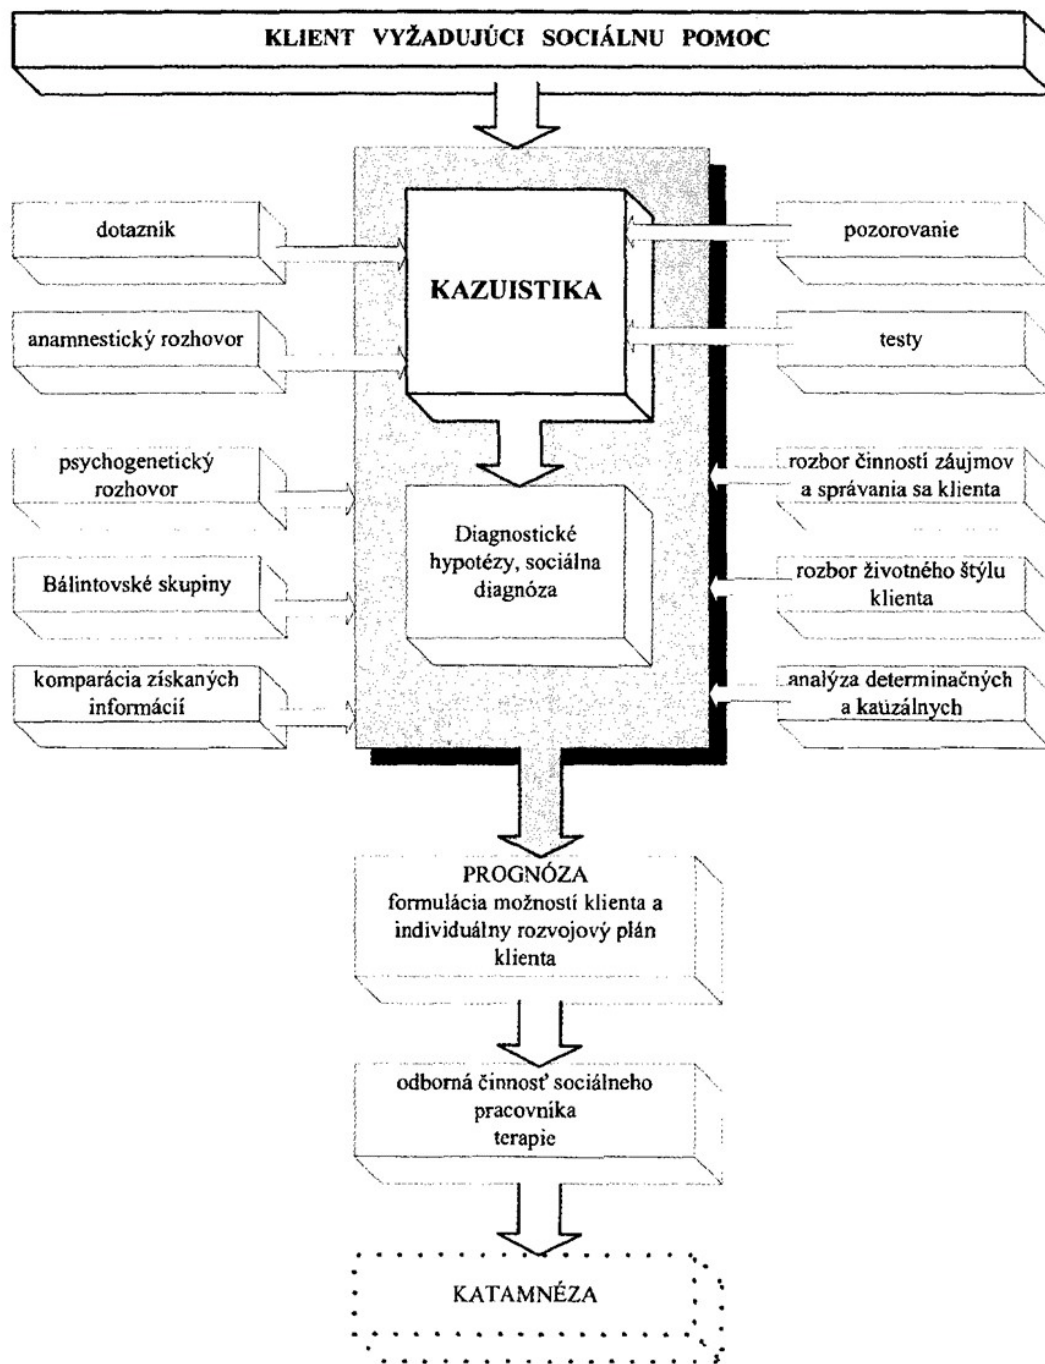 KLIENT VYŽADUJÚCI SOCIÁLNU POMOC
dotazník
pozorovanie
KAZUISTIKA
anamnestický rozhovor
testy
psychogenetický
rozhovor
rozbor činností záujmov
a správania sa klienta
Diagnostické
hypotézy, sociálna
diagnóza
Bálintovské skupiny
rozbor životného štýlu
klienta
komparácia získaných
informácií
analýza determinačných
a kauzálnych
PROGNÓZA
formulácia možností klienta a
individuálny rozvojový plán
klienta
odborná činnosť sociálneho
pracovníka
terapie
KATAMNÉZA